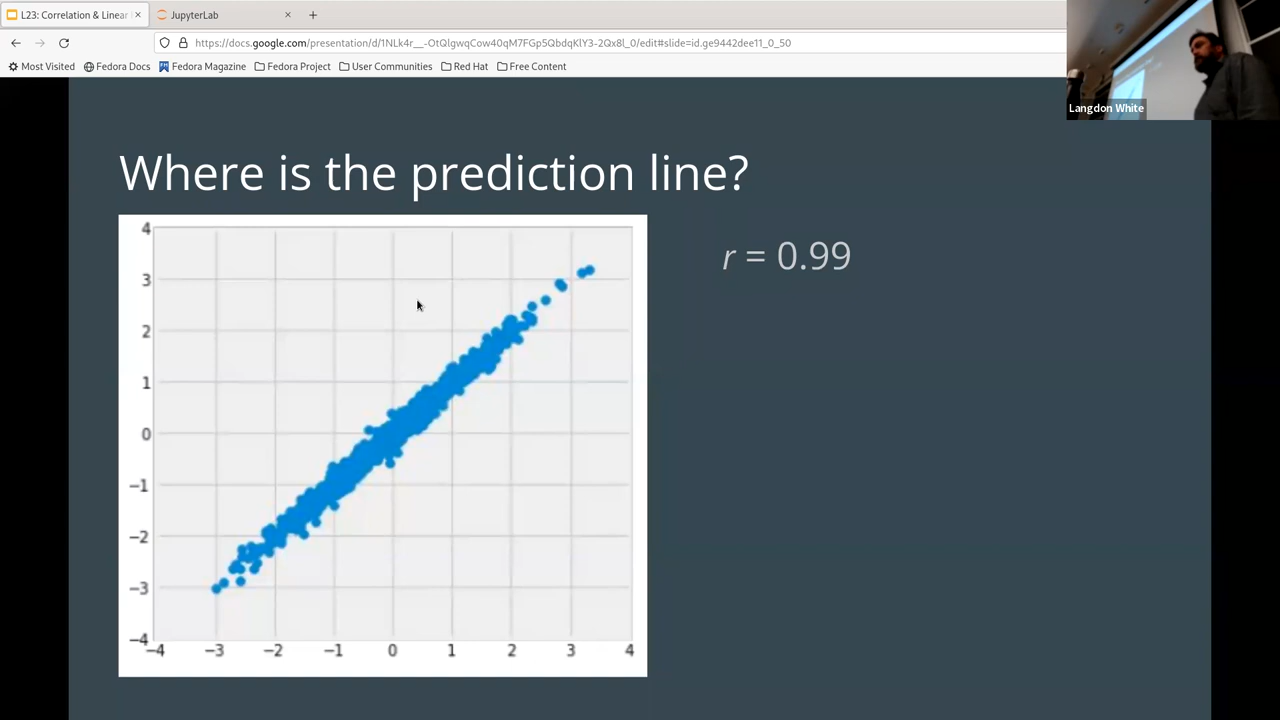 L23: Correlation & Linear
JupyterLab
https://docs.google.com/presentation/d/1NLk4r__-OtQlgwqCow40qM7FGp5QbdqKlY3-2Qx8l_0/edit#slide=id.ge9442dee11_0_50
Most Visited Fedora Docs Fedora Magazine Fedora Project User Communities Red Hat Free Content
Langdon White
Where is the prediction line?
r = 0.99
4
3
2
1
0
−1
−2
−3
−4
−4 −3 −2 −1 0 1 2 3 4